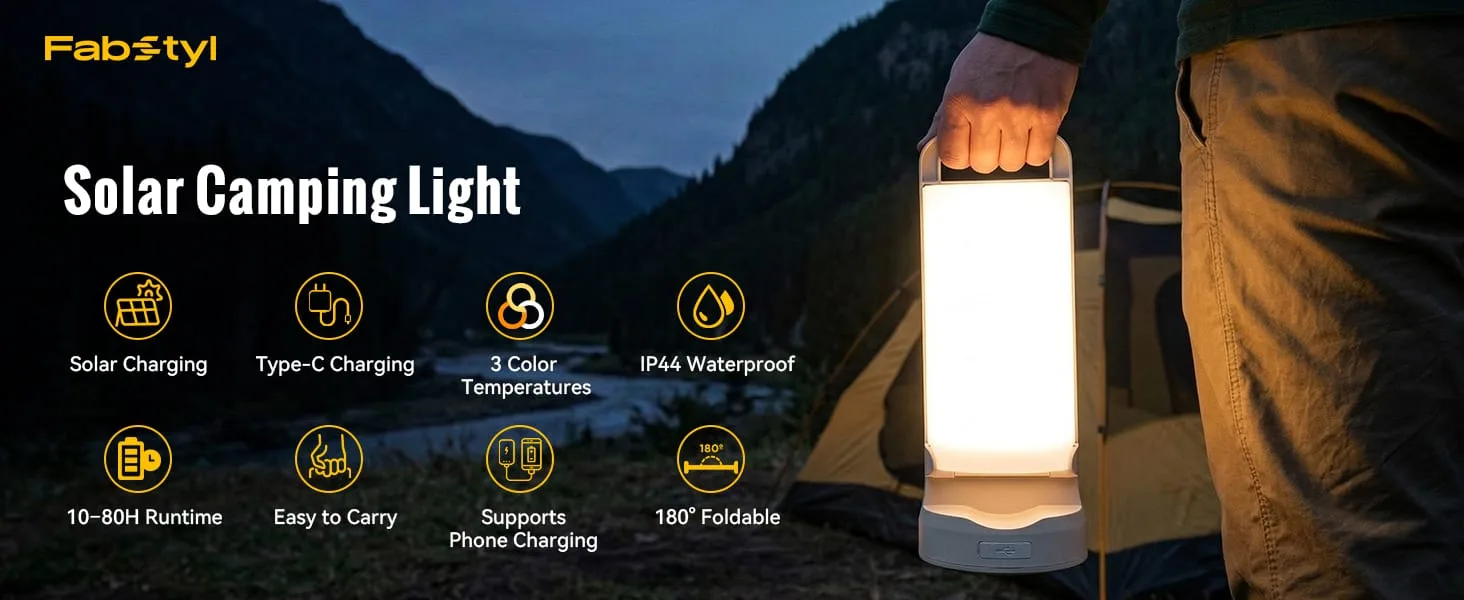 Fabstyl
Solar Camping Light
Solar Charging
Type-C Charging
3 Color
Temperatures
IP44 Waterproof
10-80H Runtime
Easy to Carry
Supports
Phone Charging
180°
180° Foldable